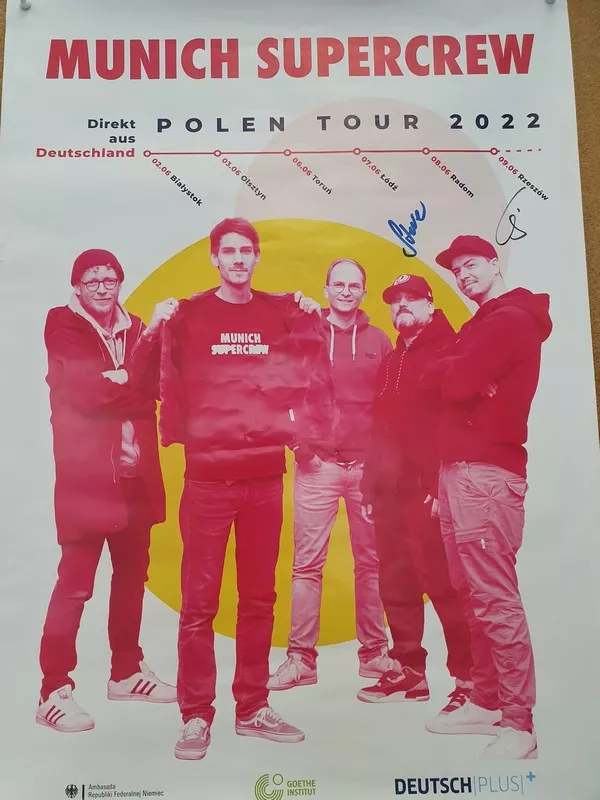 MUNICH SUPERCREW
Direkt
aus
Deutschland
POLEN TOUR 2022
02.06 Białystok
03.06 Olsztyn
06.06 Toruń
07.06 Łódź
08.06 Radom
09.06 Rzeszów
MUNICH
SUPERCREW
Ambasada
Republiki Federalnej Niemiec
GOETHE
INSTITUT
DEUTSCH|PLUS|+